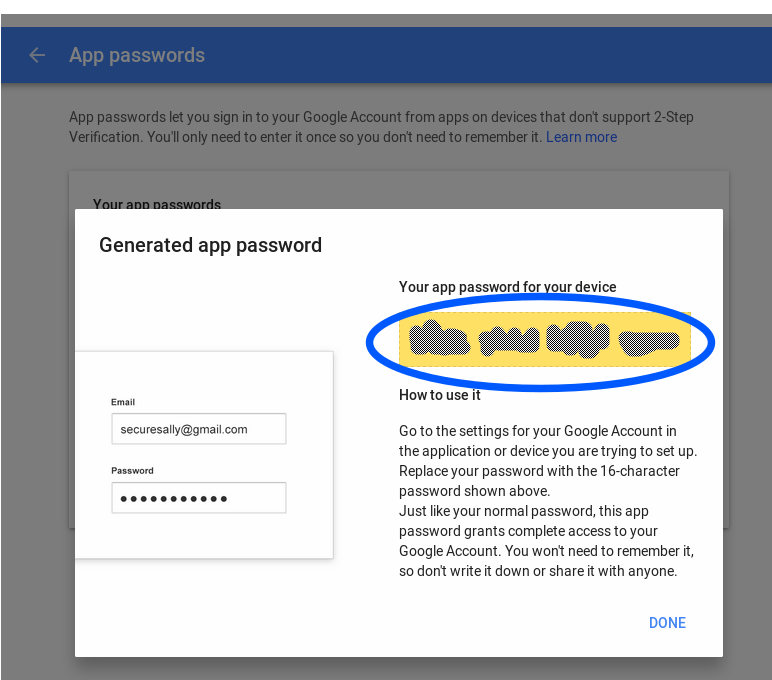 App passwords
App passwords let you sign in to your Google Account from apps on devices that don't support 2-Step
Verification. You'll only need to enter it once so you don't need to remember it. Learn more
Your app passwords
Generated app password
Email
securesally@gmail.com
Password
Your app password for your device
How to use it
Go to the settings for your Google Account in
the application or device you are trying to set up.
Replace your password with the 16-character
password shown above.
Just like your normal password, this app
password grants complete access to your
Google Account. You won't need to remember it,
so don't write it down or share it with anyone.
DONE